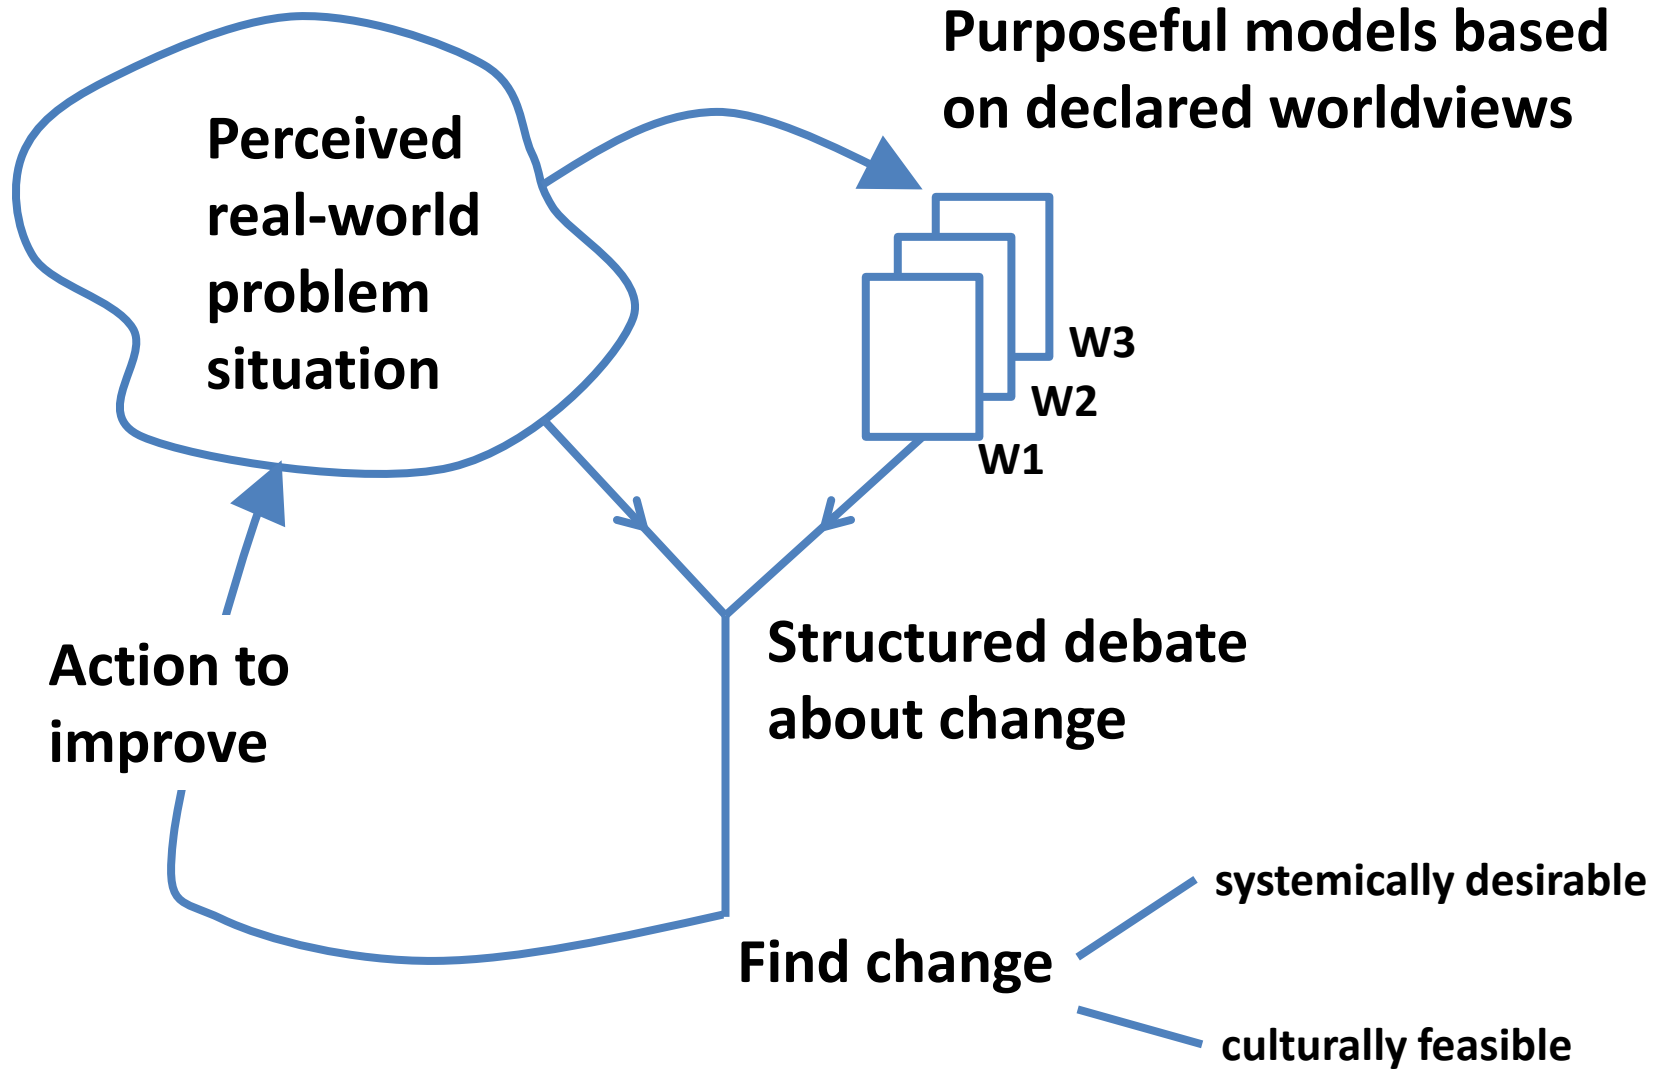 Purposeful models based
on declared worldviews
Perceived
real-world
problem
situation
W3
W2
W1
Structured debate
about change
Action to
improve
systemically desirable
Find change
culturally feasible